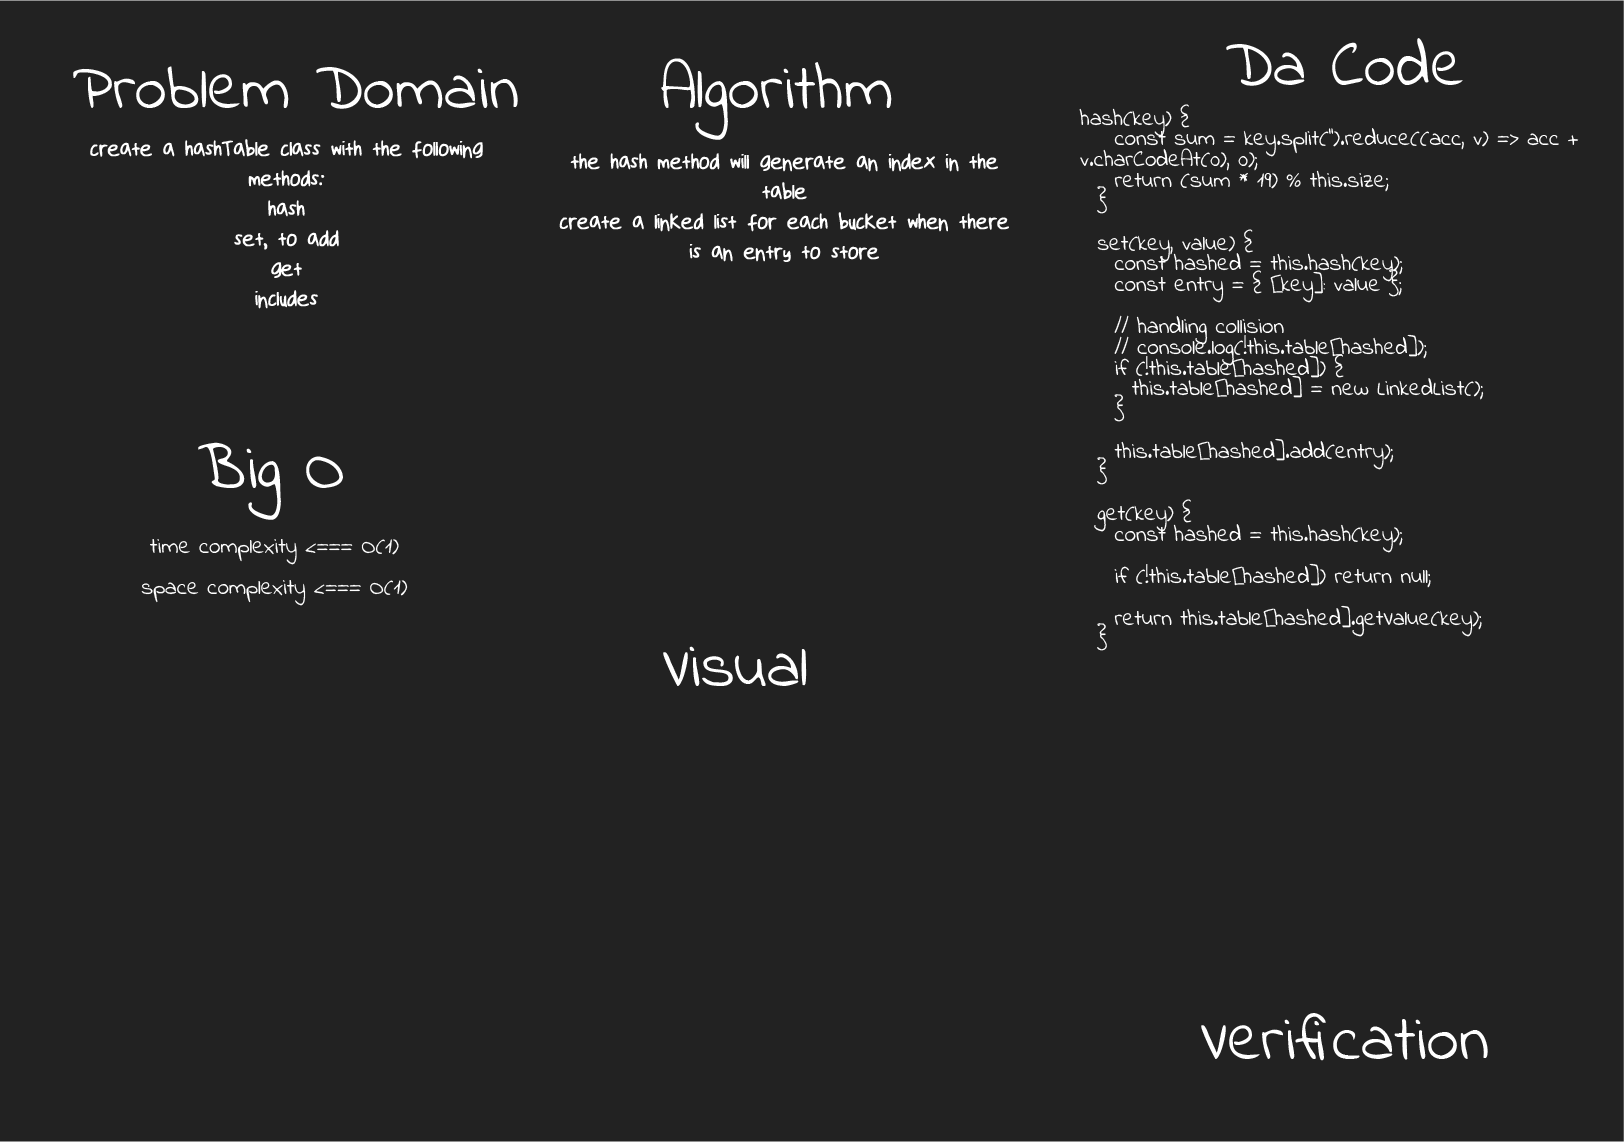 Problem Domain
create a hashTable class with the following
methods:
hash
set, to add
get
includes
Big O
time complexity <=== O(1)
space complexity <=== O(1)
Algorithm
the hash method will generate an index in the
table
create a linked list for each bucket when there
is an entry to store
Visual
Da Code
hash(key) {
const sum = key.split('').reduce((acc, v) => acc +
v.charCodeAt(0), 0);
return (sum * 19) % this.size;
}
set(key, value) {
const hashed = this.hash(key);
const entry = { [key]: value };
// handling collision
// console.log(!this.table[hashed]);
if (!this.table[hashed]) {
this.table[hashed] = new LinkedList();
}
this.table[hashed].add(entry);
}
get(key) {
const hashed = this.hash(key);
if (!this.table[hashed]) return null;
return this.table[hashed].getValue(key);
}
Verification